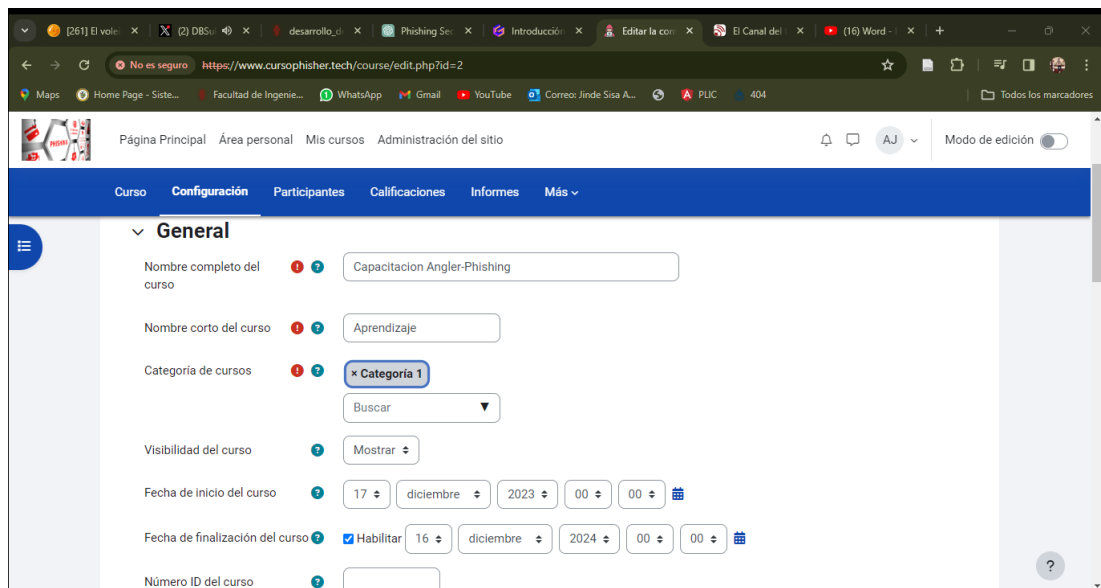 [261] El vole
(2) DBSu
desarrollo_d
Phishing Sec
Introducción
Editar la con
El Canal del
(16) Word -
No es seguro https://www.cursophisher.tech/course/edit.php?id=2
Maps Home Page - Siste... Facultad de Ingenie... WhatsApp Gmail YouTube Correo: Jinde Sisa A... PLIC 404 Todos los marcadores
PHISHING Página Principal Área personal Mis cursos Administración del sitio AJ Modo de edición
Curso Configuración Participantes Calificaciones Informes Más
General
Nombre completo del Capacitacion Angler-Phishing
curso
Nombre corto del curso Aprendizaje
Categoría de cursos × Categoría 1
Buscar ▼
Visibilidad del curso Mostrar
Fecha de inicio del curso 17 diciembre 2023 00 00
Fecha de finalización del curso Habilitar 16 diciembre 2024 00 00
Número ID del curso
?